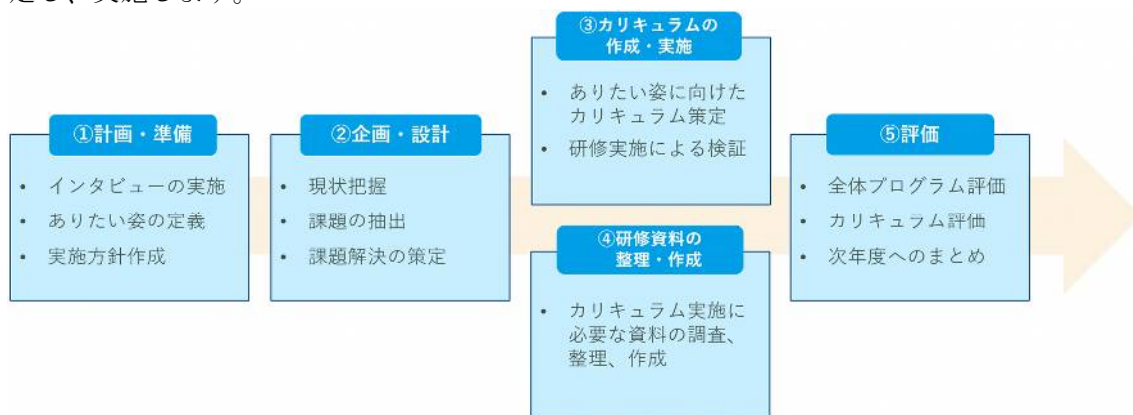 定し、実施します。
①計画・準備
• インタビューの実施
• ありたい姿の定義
• 実施方針作成
②企画・設計
• 現状把握
• 課題の抽出
• 課題解決の策定
③カリキュラムの
作成・実施
• ありたい姿に向けた
カリキュラム策定
• 研修実施による検証
④研修資料の
整理・作成
• カリキュラム実施に
必要な資料の調査、
整理、作成
⑤評価
• 全体プログラム評価
• カリキュラム評価
• 次年度へのまとめ